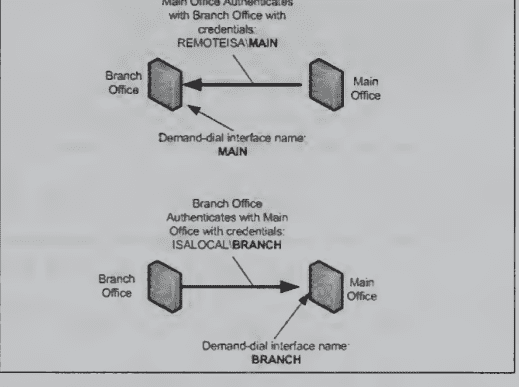 Main Office Authenticates
with Branch Office with
credentials:
REMOTEISA\MAIN
Branch
Office
Main
Office
Demand-dial interface name:
MAIN
Branch Office
Authenticates with Main
Office with credentials:
ISALOCAL\BRANCH
Branch
Office
Main
Office
Demand-dial interface name:
BRANCH